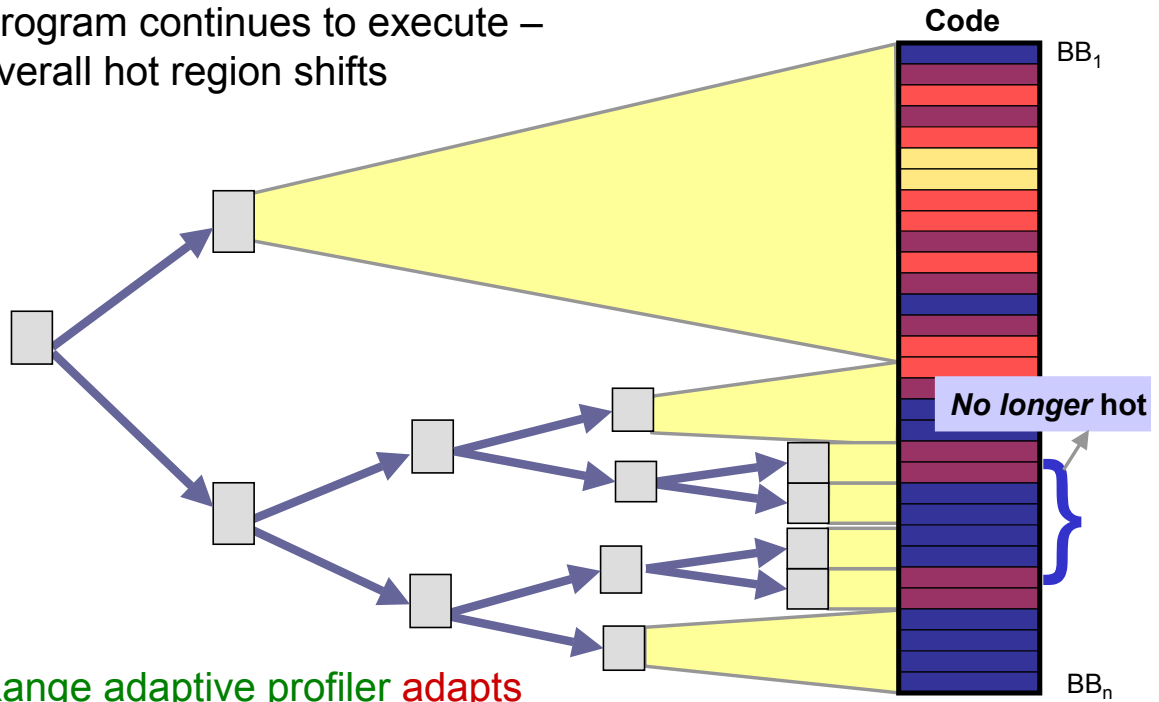 rogram continues to execute –
verall hot region shifts
Code
BB1
No longer hot
}
BBn
ange adaptive profiler adapts